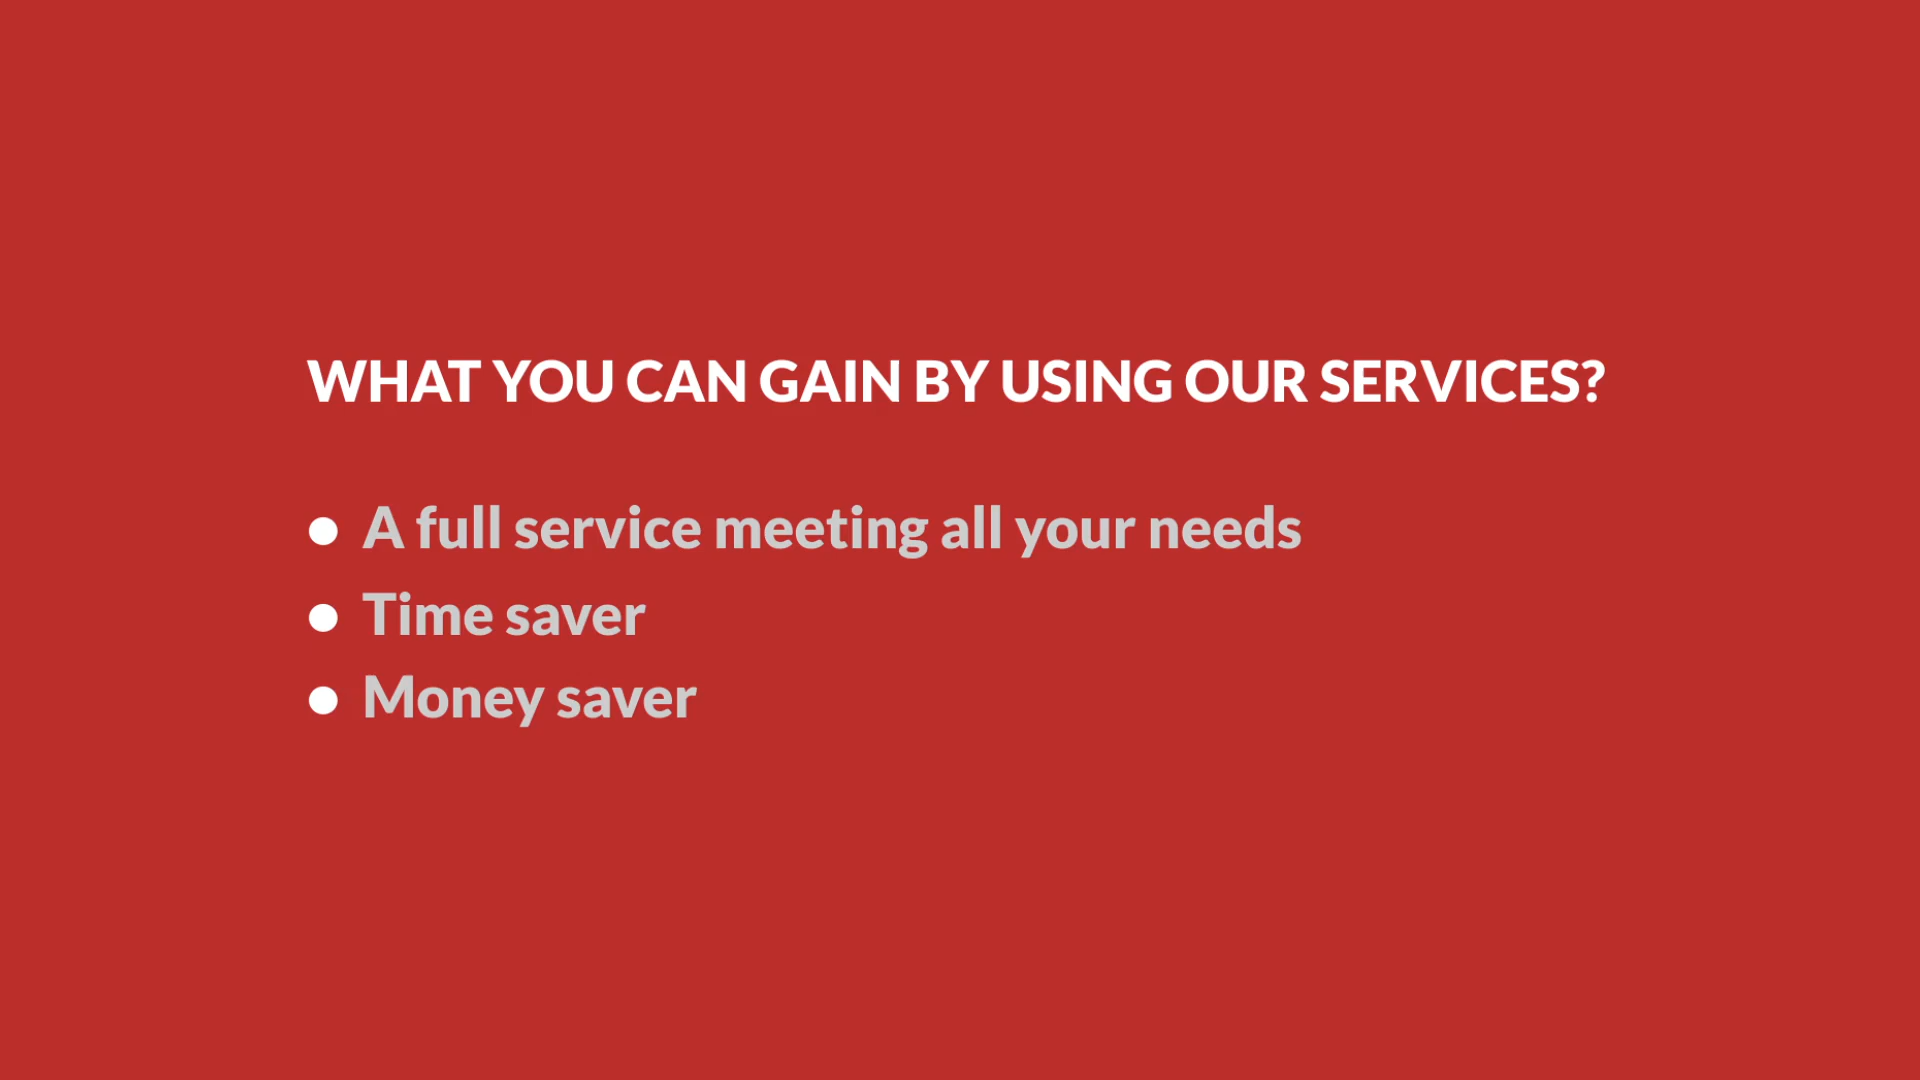 WHAT YOU CAN GAIN BY USING OUR SERVICES?
• A full service meeting all your needs
• Time saver
• Money saver